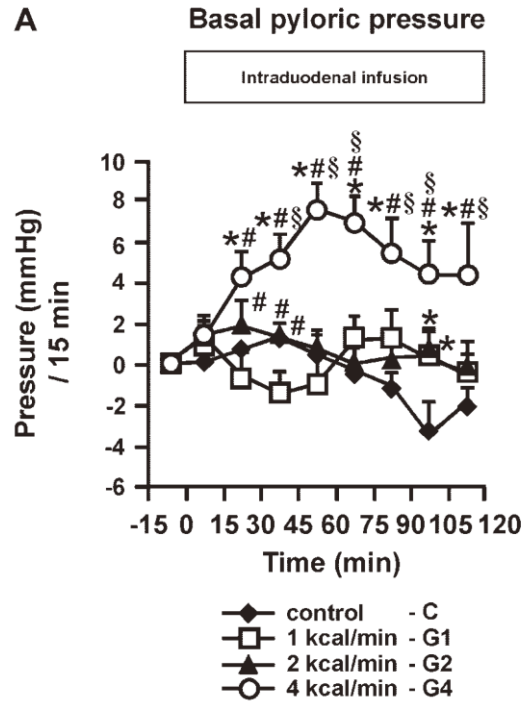 A Basal pyloric pressure
Intraduodenal infusion
Pressure (mmHg)
/ 15 min
10
8
6
4
2
0
-2
-4
-6
*# *#§ *#§ § # * *#§ § # * *#§
# # # * *
-15 0 15 30 45 60 75 90 105 120
Time (min)
control - C
1 kcal/min - G1
2 kcal/min - G2
4 kcal/min - G4